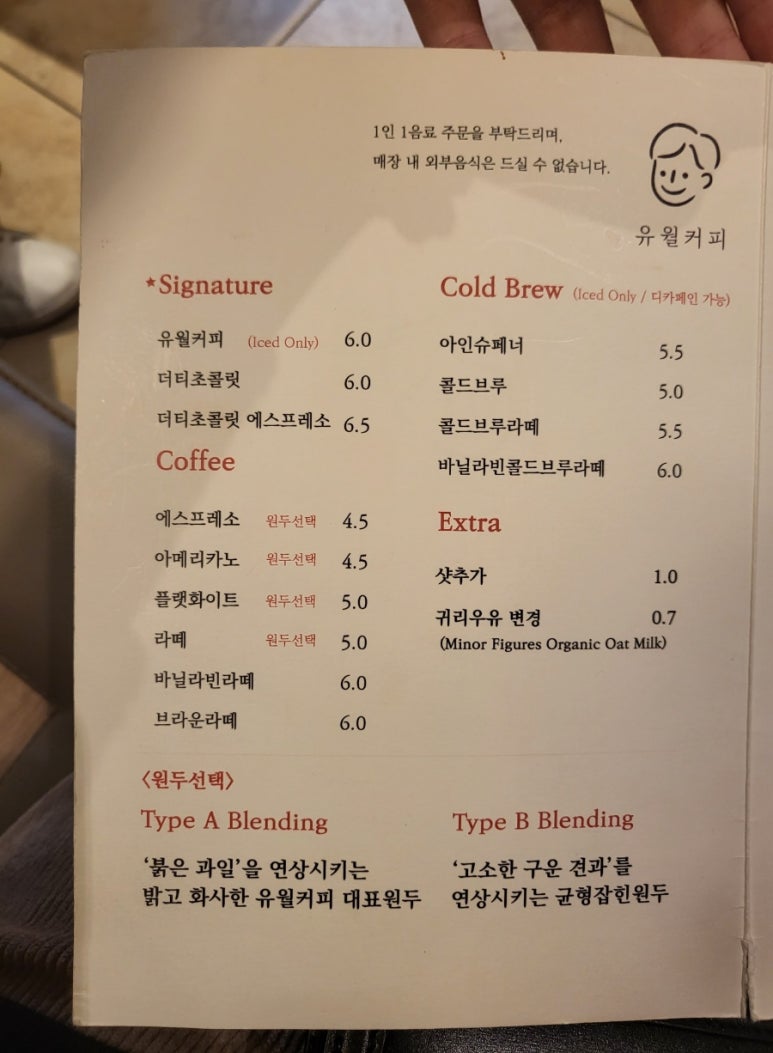 1인 1음료 주문을 부탁드리며,
매장 내 외부음식은 드실 수 없습니다.
유월커피
★Signature
유월커피 (Iced Only) 6.0
더티초콜릿 6.0
더티초콜릿 에스프레소 6.5
Coffee
에스프레소 원두선택 4.5
아메리카노 원두선택 4.5
플랫화이트 원두선택 5.0
라떼 원두선택 5.0
바닐라빈라떼 6.0
브라운라떼 6.0
Cold Brew (Iced Only / 디카페인 가능)
아인슈페너 5.5
콜드브루 5.0
콜드브루라떼 5.5
바닐라빈콜드브루라떼 6.0
Extra
샷추가 1.0
귀리우유 변경 0.7
(Minor Figures Organic Oat Milk)
〈원두선택〉
Type A Blending
‘붉은 과일’을 연상시키는
밝고 화사한 유월커피 대표원두
Type B Blending
‘고소한 구운 견과’를
연상시키는 균형잡힌원두